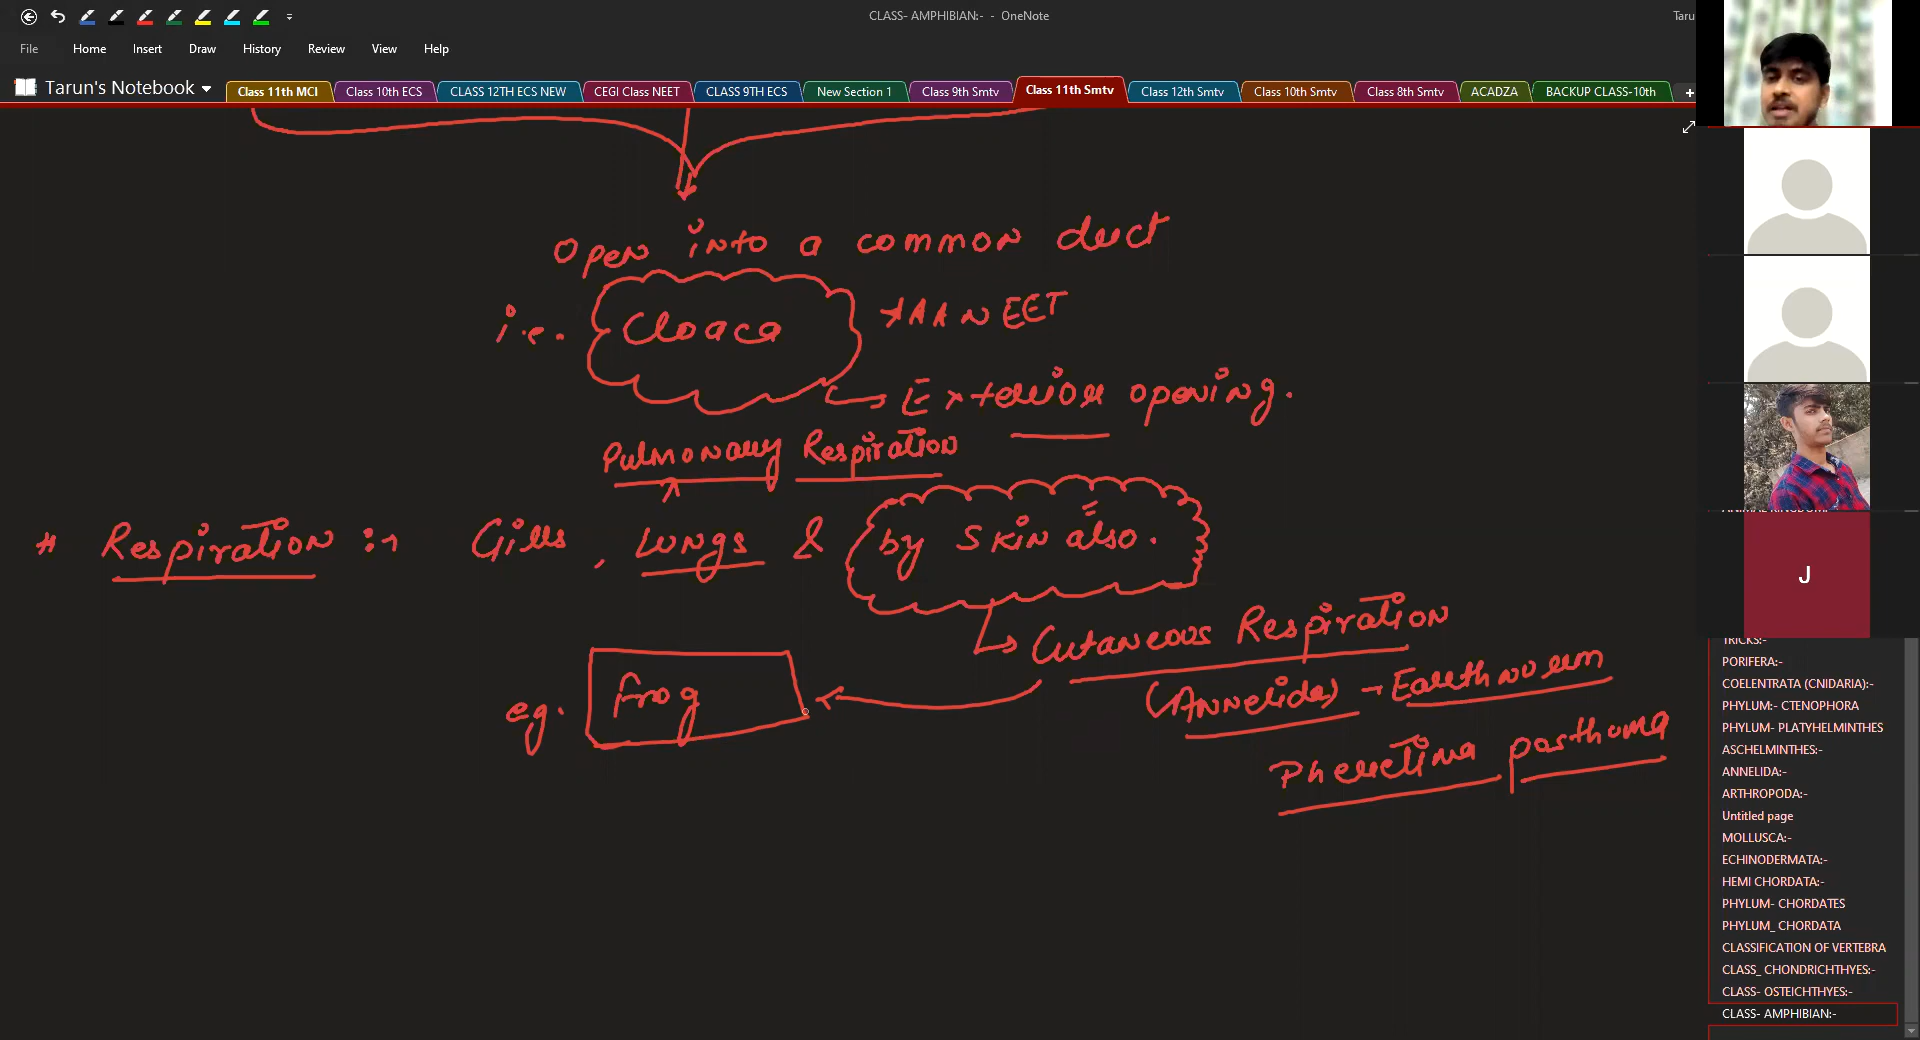 CLASS- AMPHIBIAN:- - OneNote
Taru
File Home Insert Draw History Review View Help
Tarun's Notebook
Class 11th MCI Class 10th ECS CLASS 12TH ECS NEW CEGI Class NEET CLASS 9TH ECS New Section 1 Class 9th Smtv Class 11th Smtv Class 12th Smtv Class 10th Smtv Class 8th Smtv ACADZA BACKUP CLASS-10th +
Open into a common duct
i.e. Cloaca
NEET
Exterior opening.
Pulmonary Respiration
* Respiration :- Gills, Lungs & by Skin also.
Cutaneous Respiration
eg. Frog
(Annelida) - Earthworm
Pheretima posthuma
J
TRICKS:-
PORIFERA:-
COELENTRATA (CNIDARIA):-
PHYLUM:- CTENOPHORA
PHYLUM- PLATYHELMINTHES
ASCHELMINTHES:-
ANNELIDA:-
ARTHROPODA:-
Untitled page
MOLLUSCA:-
ECHINODERMATA:-
HEMI CHORDATA:-
PHYLUM- CHORDATES
PHYLUM_ CHORDATA
CLASSIFICATION OF VERTEBRA
CLASS_ CHONDRICHTHYES:-
CLASS- OSTEICHTHYES:-
CLASS- AMPHIBIAN:-